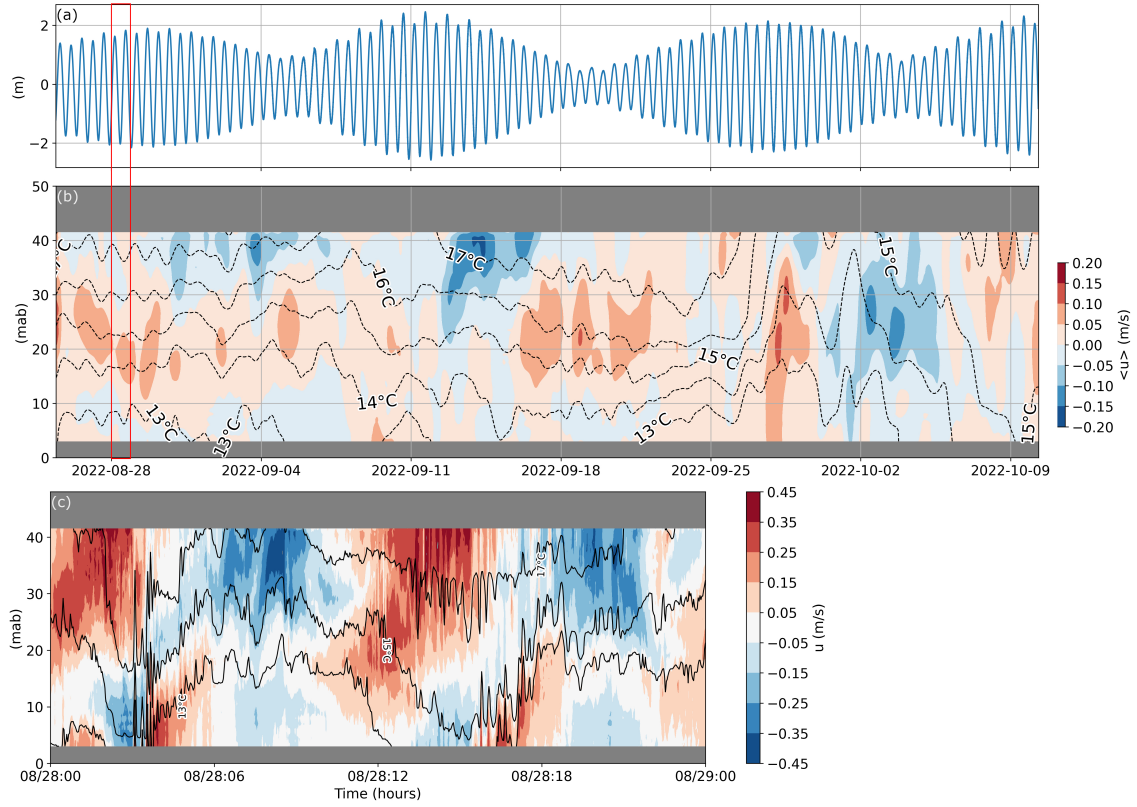 (a)
2
0
−2
(m)
(b)
50
40
30
20
10
0
(mab)
°C
17°C
16°C
15°C
15°C
14°C
13°C
13°C
13°C
15°C
2022-08-28
2022-09-04
2022-09-11
2022-09-18
2022-09-25
2022-10-02
2022-10-09
0.20
0.15
0.10
0.05
0.00
−0.05
−0.10
−0.15
−0.20
<u> (m/s)
(c)
40
30
20
10
0
(mab)
13°C
15°C
17°C
08/28:00
08/28:06
08/28:12
08/28:18
08/29:00
Time (hours)
0.45
0.35
0.25
0.15
0.05
−0.05
−0.15
−0.25
−0.35
−0.45
u (m/s)